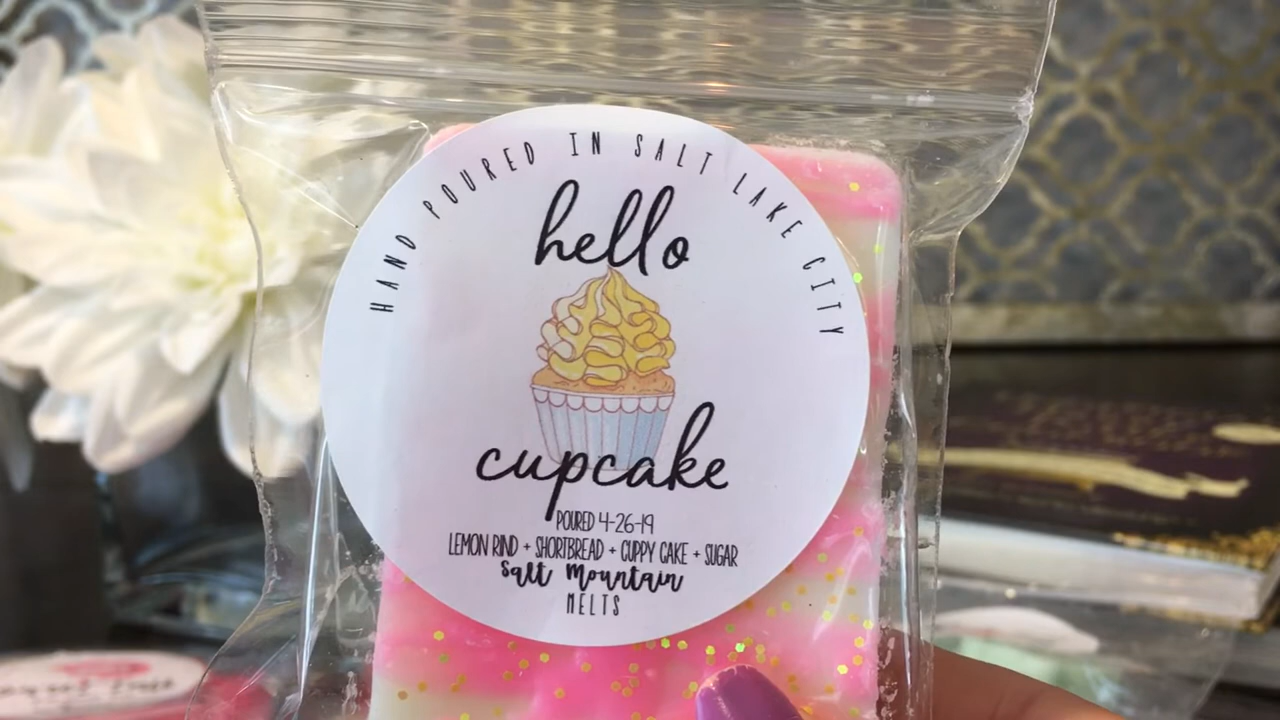 HAND POURED IN SALT LAKE CITY
hello
cupcake
POURED 4-26-19
LEMON RIND + SHORTBREAD + CUPPY CAKE + SUGAR
Salt Mountain
MELTS